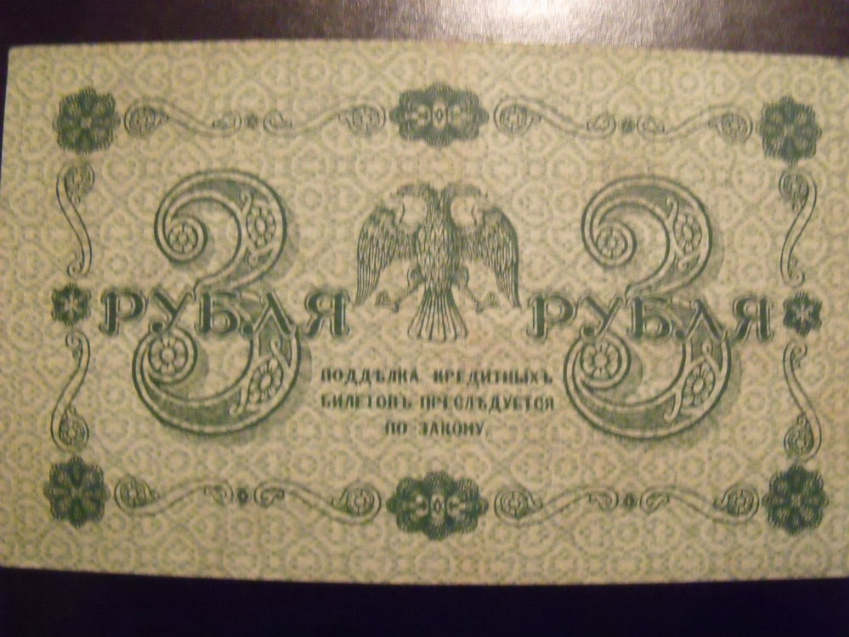 3 РУБЛЯ 3 РУБЛЯ
ПОДДѢЛКА КРЕДИТНЫХЪ
БИЛЕТОВЪ ПРЕСЛѢДУЕТСЯ
ПО ЗАКОНУ.